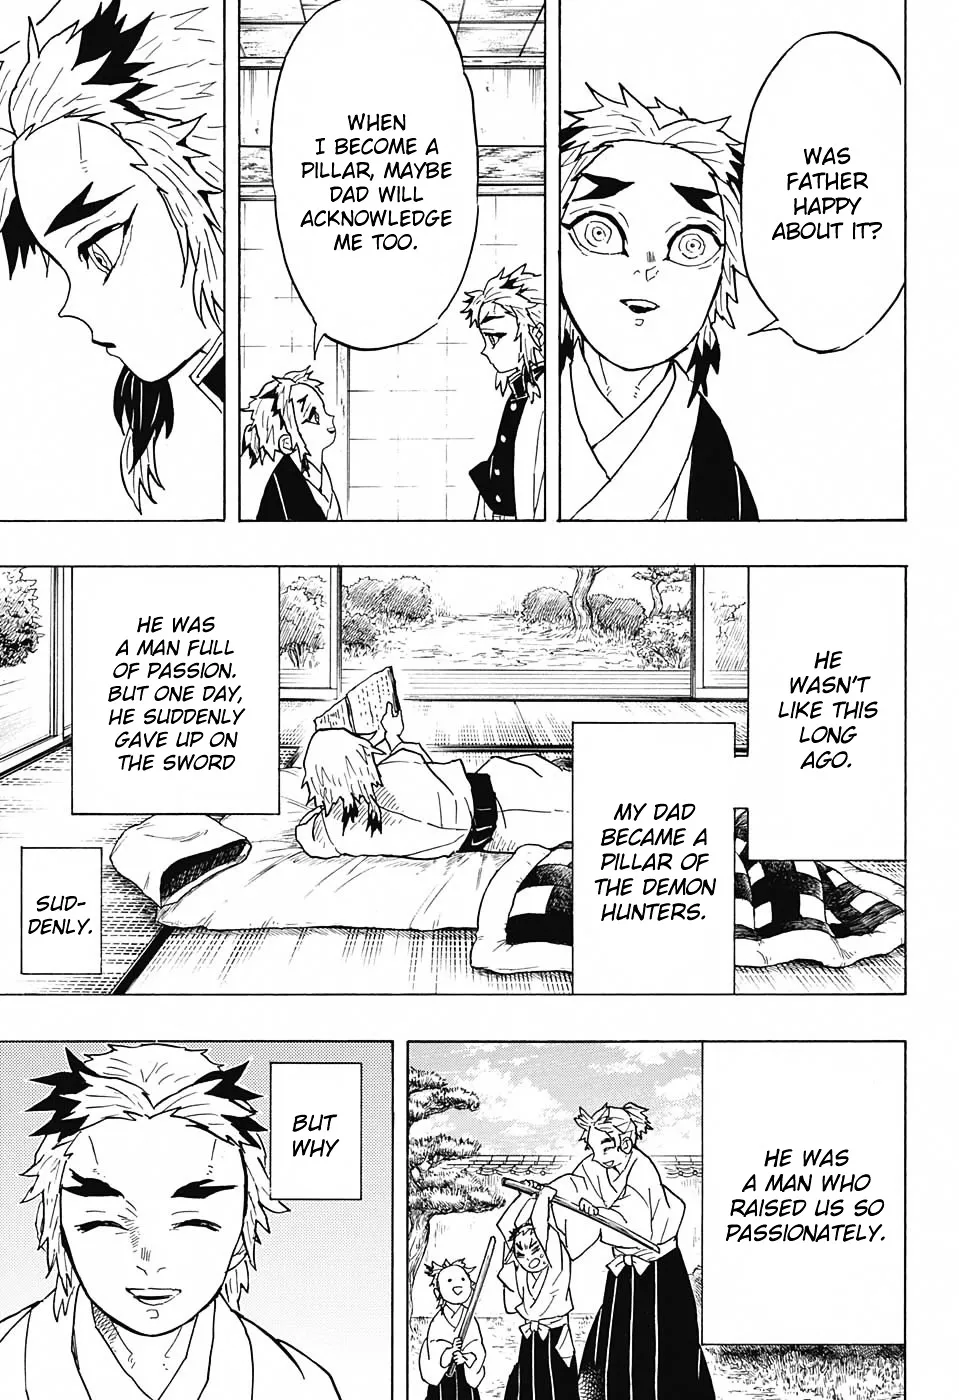 WAS
FATHER
HAPPY
ABOUT IT?
WHEN
I BECOME A
PILLAR, MAYBE
DAD WILL
ACKNOWLEDGE
ME TOO.
HE
WASN'T
LIKE THIS
LONG
AGO.
MY DAD
BECAME A
PILLAR OF
THE DEMON
HUNTERS.
HE WAS
A MAN FULL
OF PASSION.
BUT ONE DAY,
HE SUDDENLY
GAVE UP ON
THE SWORD
SUD-
DENLY.
HE WAS
A MAN WHO
RAISED US SO
PASSIONATELY.
BUT
WHY